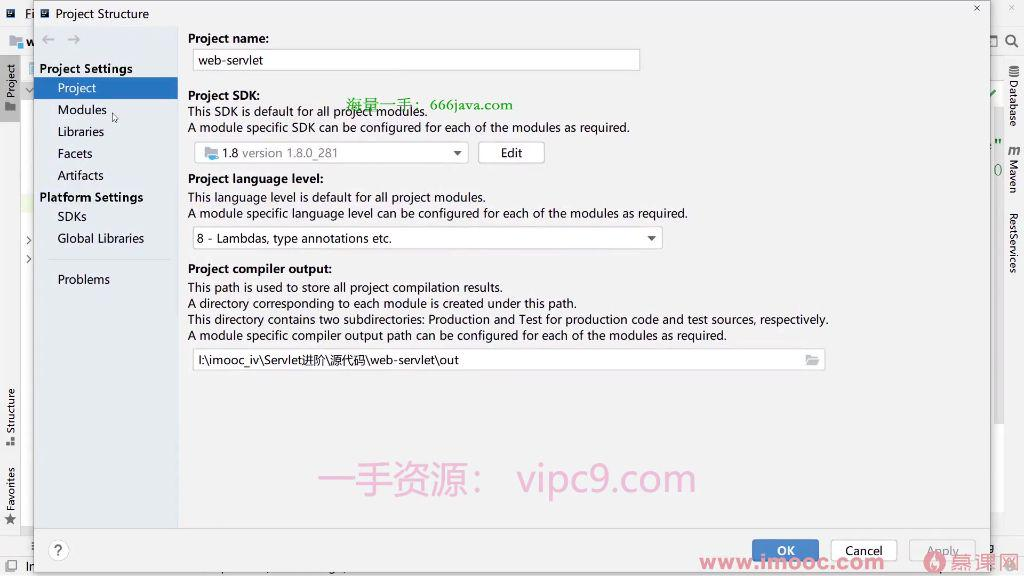 Fi
Project Structure
Project name:
web-servlet
Project Settings
Project
Modules
Libraries
Facets
Artifacts
Platform Settings
SDKs
Global Libraries
Problems
Project SDK:
海量一手：666java.com
This SDK is default for all project modules.
A module specific SDK can be configured for each of the modules as required.
1.8 version 1.8.0_281
Edit
Project language level:
This language level is default for all project modules.
A module specific language level can be configured for each of the modules as required.
8 - Lambdas, type annotations etc.
Project compiler output:
This path is used to store all project compilation results.
A directory corresponding to each module is created under this path.
This directory contains two subdirectories: Production and Test for production code and test sources, respectively.
A module specific compiler output path can be configured for each of the modules as required.
I:\imooc_iv\Servlet进阶\源代码\web-servlet\out
一手资源： vipc9.com
?
OK
Cancel
Apply
www.imooc.com
慕课网
Project
Structure
Favorites
Database
Maven
RestServices